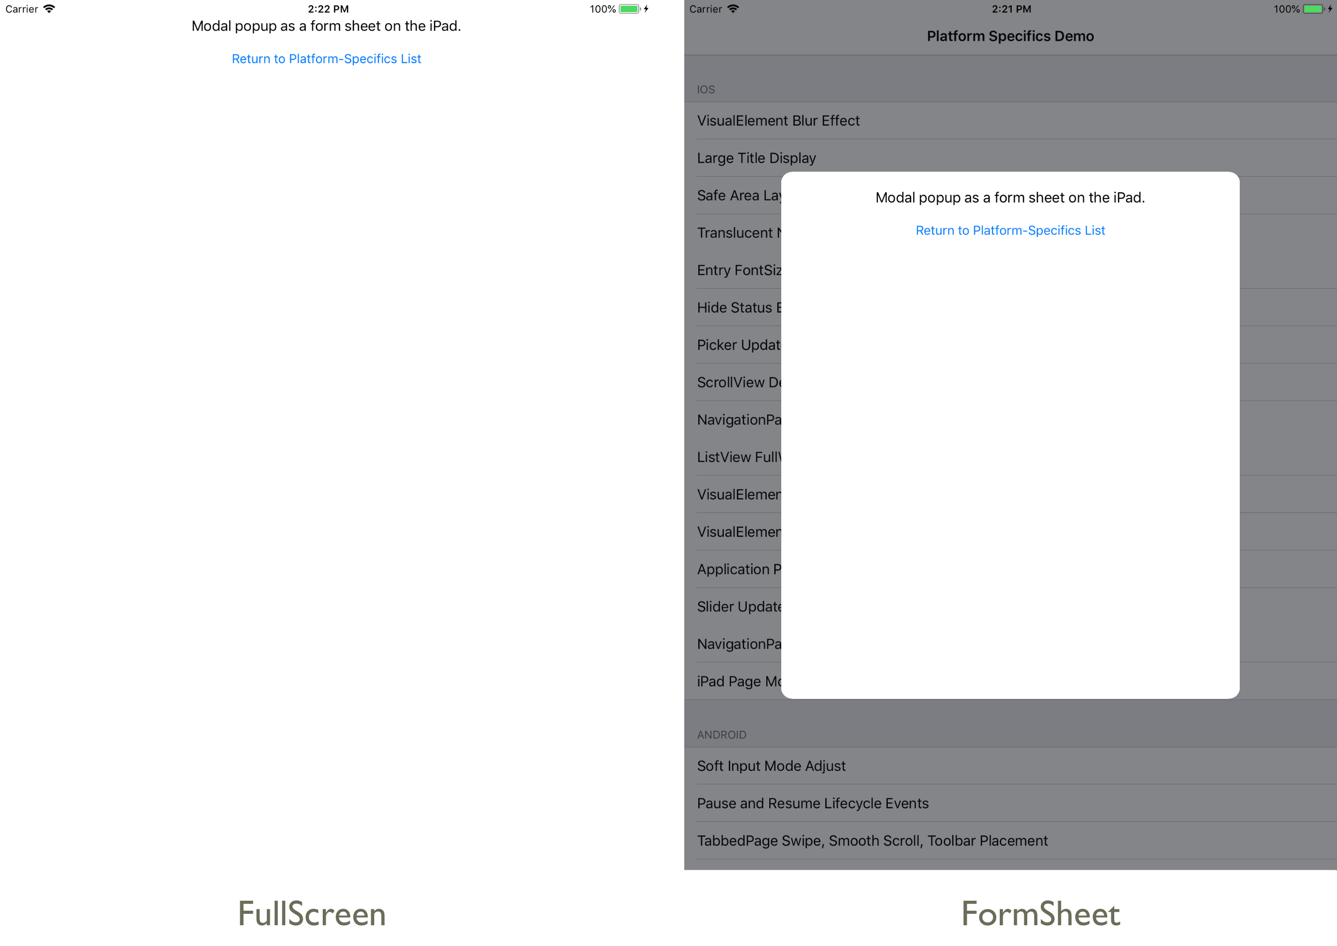 Carrier 2:22 PM 100%
Modal popup as a form sheet on the iPad.
Return to Platform-Specifics List
FullScreen
Carrier 2:21 PM 100%
Platform Specifics Demo
IOS
VisualElement Blur Effect
Large Title Display
Safe Area Lay
Translucent N
Entry FontSiz
Hide Status B
Picker Updat
ScrollView De
NavigationPa
ListView FullW
VisualElemen
VisualElemen
Application P
Slider Update
NavigationPa
iPad Page Mo
Modal popup as a form sheet on the iPad.
Return to Platform-Specifics List
ANDROID
Soft Input Mode Adjust
Pause and Resume Lifecycle Events
TabbedPage Swipe, Smooth Scroll, Toolbar Placement
FormSheet